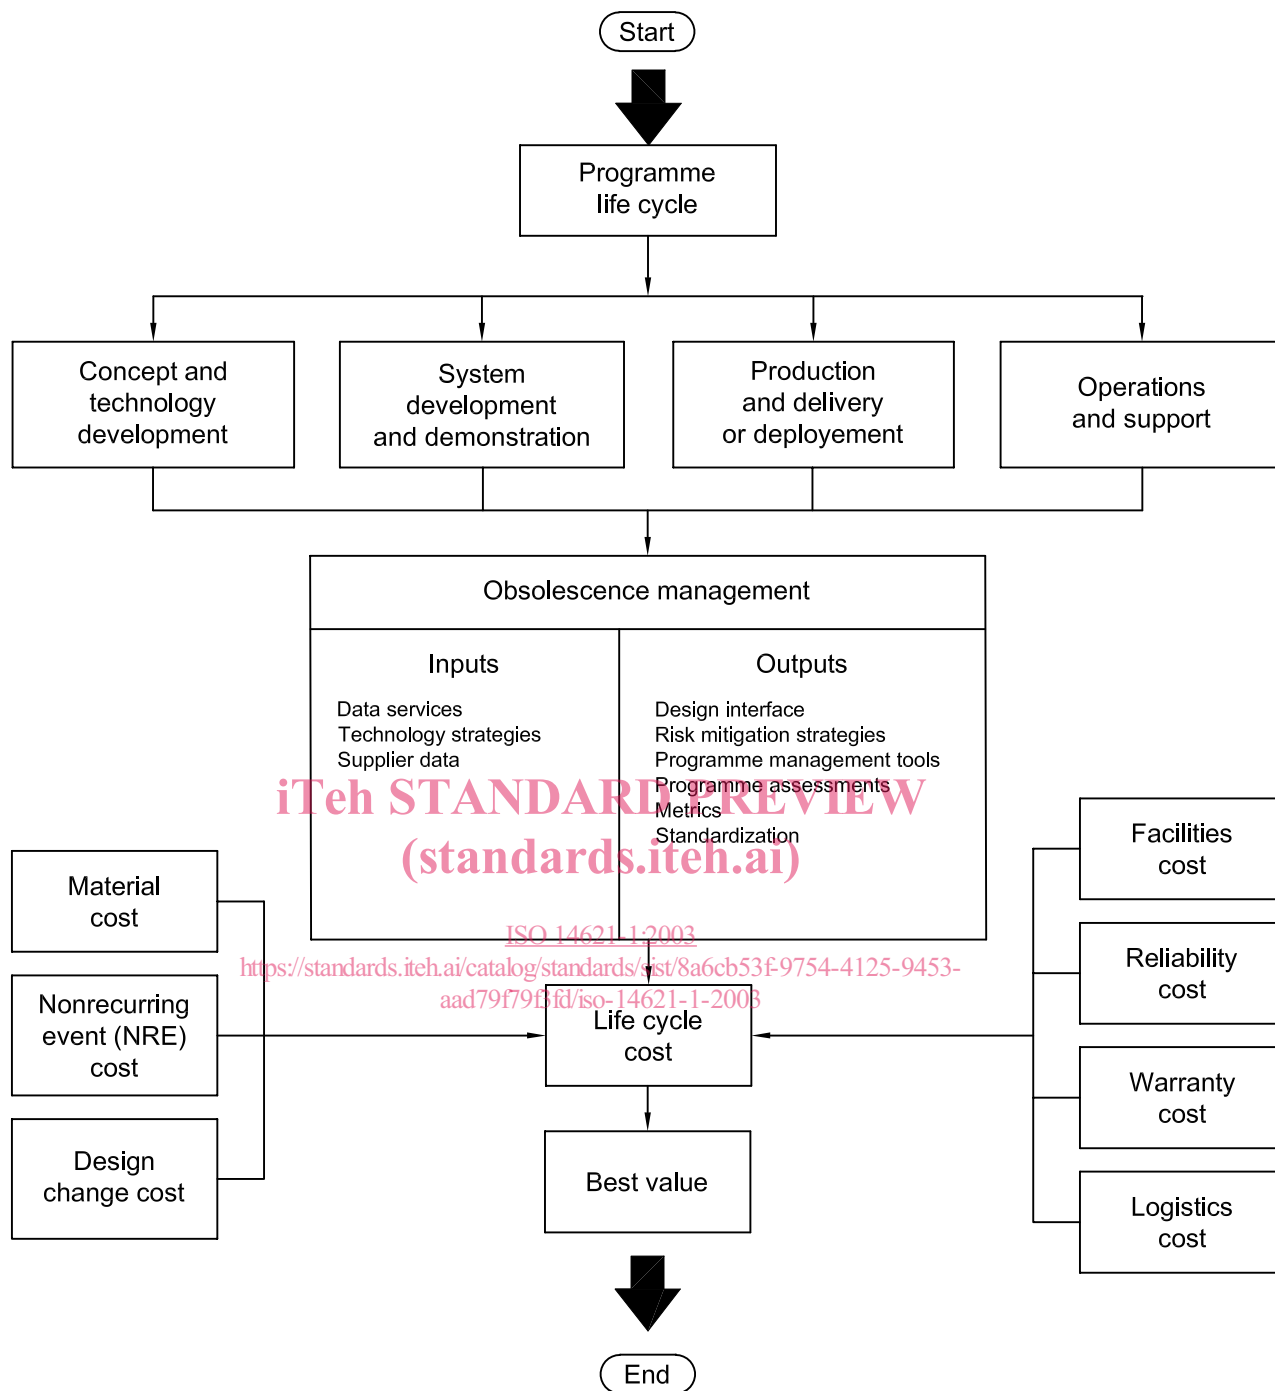 Start
Programme
life cycle
Concept and
technology
development
System
development
and demonstration
Production
and delivery
or deployement
Operations
and support
Obsolescence management
Inputs
Data services
Technology strategies
Supplier data
Outputs
Design interface
Risk mitigation strategies
Programme management tools
Programme assessments
Metrics
Standardization
iTeh STANDARD PREVIEW
(standards.iteh.ai)
ISO 14621-1:2003
https://standards.iteh.ai/catalog/standards/sist/8a6cb53f-9754-4125-9453-
aad79f79f3fd/iso-14621-1-2003
Material
cost
Nonrecurring
event (NRE)
cost
Design
change cost
Life cycle
cost
Best value
Facilities
cost
Reliability
cost
Warranty
cost
Logistics
cost
End